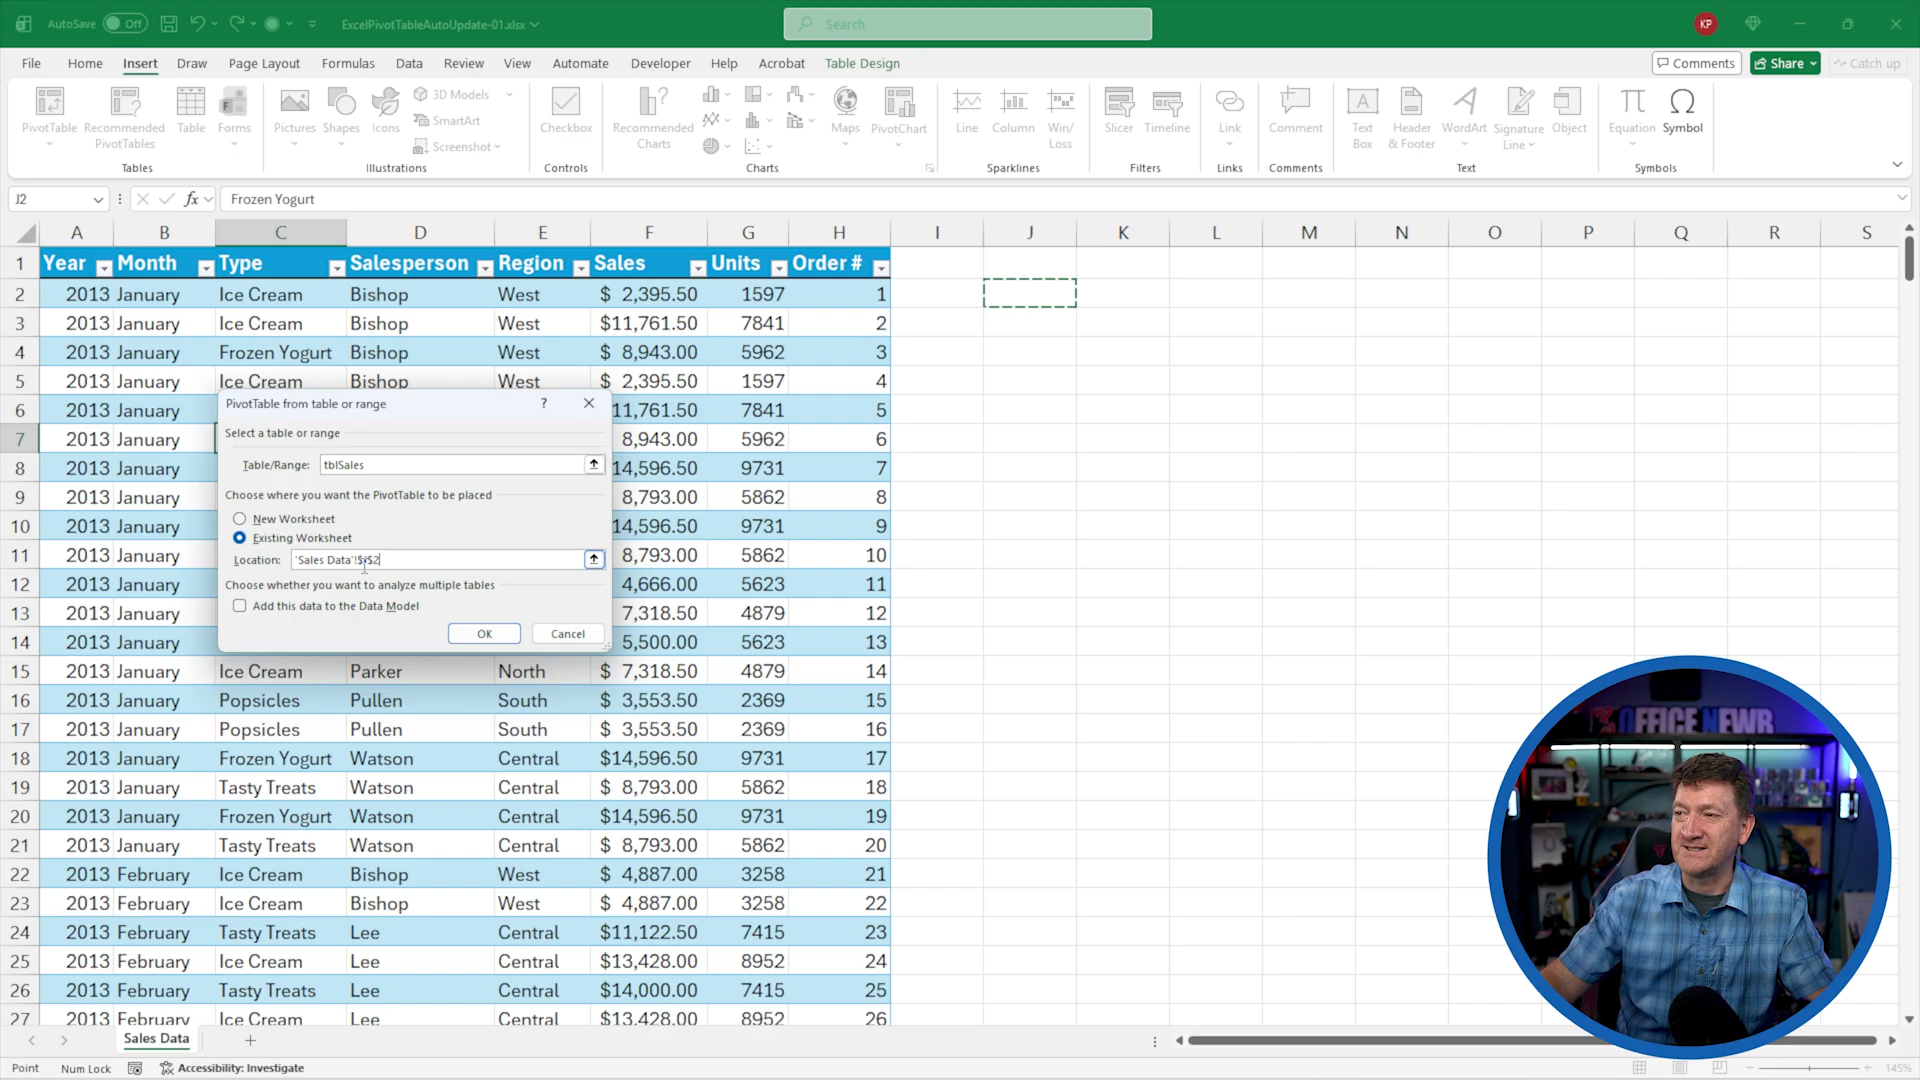 AutoSave Off ExcelPivotTableAutoUpdate-01.xlsx Search KP
File Home Insert Draw Page Layout Formulas Data Review View Automate Developer Help Acrobat Table Design Comments Share Catch up
PivotTable Recommended PivotTables Table Forms Pictures Shapes Icons 3D Models SmartArt Screenshot Checkbox Recommended Charts Maps PivotChart Line Column Win/Loss Slicer Timeline Link Comment Text Box Header & Footer WordArt Signature Line Object Equation Symbol
Tables Illustrations Controls Charts Sparklines Filters Links Comments Text Symbols
J2 fx Frozen Yogurt
A B C D E F G H I J K L M N O P Q R S
1 Year Month Type Salesperson Region Sales Units Order #
2 2013 January Ice Cream Bishop West $ 2,395.50 1597 1
3 2013 January Ice Cream Bishop West $11,761.50 7841 2
4 2013 January Frozen Yogurt Bishop West $ 8,943.00 5962 3
5 2013 January Ice Cream Bishop West $ 2,395.50 1597 4
6 2013 January 11,761.50 7841 5
7 2013 January 8,943.00 5962 6
8 2013 January 14,596.50 9731 7
9 2013 January 8,793.00 5862 8
10 2013 January 14,596.50 9731 9
11 2013 January 8,793.00 5862 10
12 2013 January 4,666.00 5623 11
13 2013 January 7,318.50 4879 12
14 2013 January 5,500.00 5623 13
15 2013 January Ice Cream Parker North $ 7,318.50 4879 14
16 2013 January Popsicles Pullen South $ 3,553.50 2369 15
17 2013 January Popsicles Pullen South $ 3,553.50 2369 16
18 2013 January Frozen Yogurt Watson Central $14,596.50 9731 17
19 2013 January Tasty Treats Watson Central $ 8,793.00 5862 18
20 2013 January Frozen Yogurt Watson Central $14,596.50 9731 19
21 2013 January Tasty Treats Watson Central $ 8,793.00 5862 20
22 2013 February Ice Cream Bishop West $ 4,887.00 3258 21
23 2013 February Ice Cream Bishop West $ 4,887.00 3258 22
24 2013 February Tasty Treats Lee Central $11,122.50 7415 23
25 2013 February Ice Cream Lee Central $13,428.00 8952 24
26 2013 February Tasty Treats Lee Central $14,000.00 7415 25
27 2013 February Ice Cream Lee Central $13,428.00 8952 26
PivotTable from table or range ?
Select a table or range
Table/Range: tblSales
Choose where you want the PivotTable to be placed
New Worksheet
Existing Worksheet
Location: 'Sales Data'!$J$2
Choose whether you want to analyze multiple tables
Add this data to the Data Model
OK Cancel
OFFICE NEWB
Sales Data
Point Num Lock Accessibility: Investigate 145%